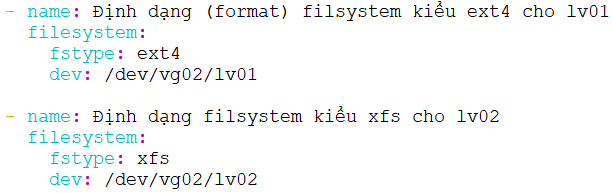 - name: Định dạng (format) filsystem kiểu ext4 cho lv01
  filesystem:
    fstype: ext4
    dev: /dev/vg02/lv01
- name: Định dạng filsystem kiểu xfs cho lv02
  filesystem:
    fstype: xfs
    dev: /dev/vg02/lv02